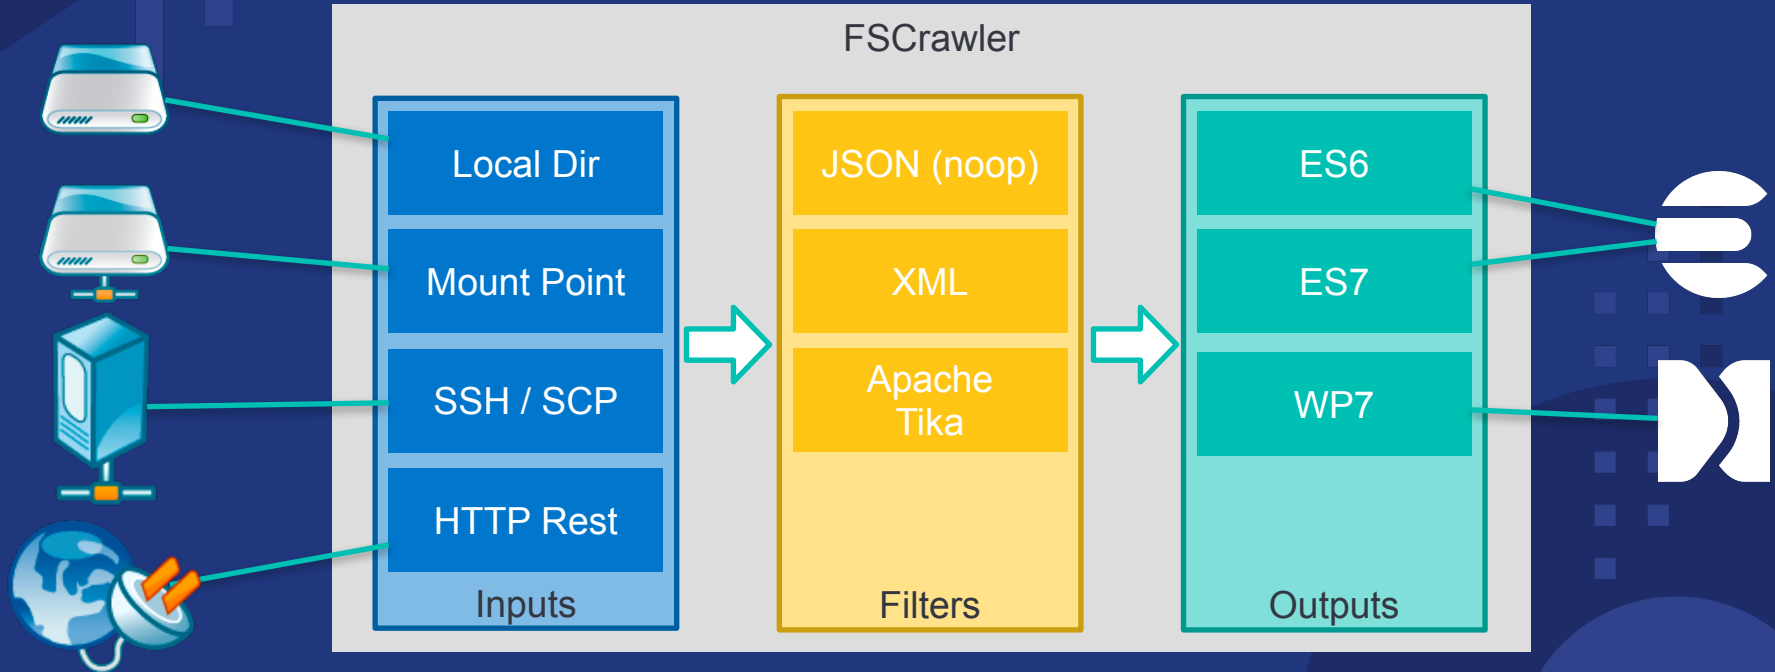 FSCrawler
Local Dir
Mount Point
SSH / SCP
HTTP Rest
Inputs
JSON (noop)
XML
Apache
Tika
Filters
ES6
ES7
WP7
Outputs